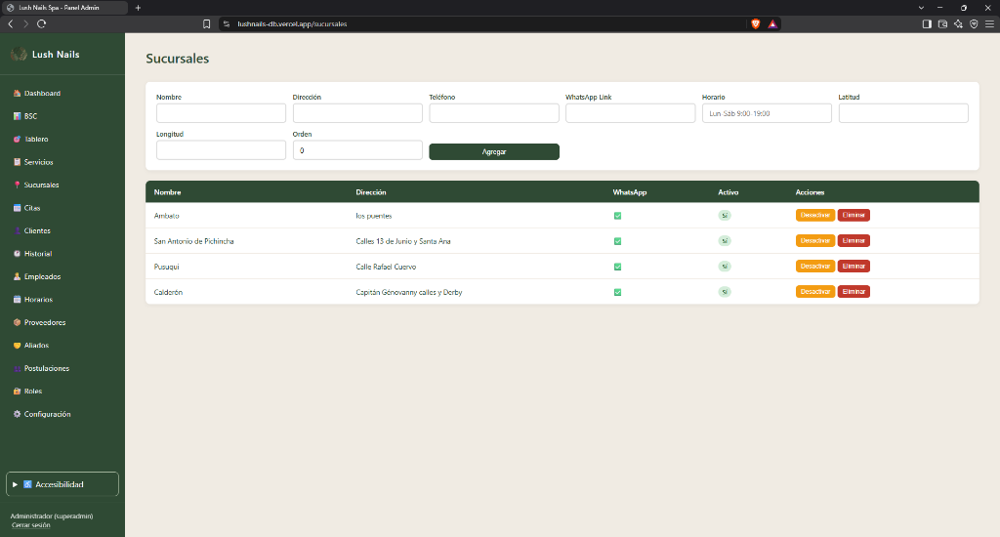 Lush Nails Spa - Panel Admin
lushnails-db.vercel.app/sucursales
Lush Nails
Dashboard
BSC
Tablero
Servicios
Sucursales
Citas
Clientes
Historial
Empleados
Horarios
Proveedores
Aliados
Postulaciones
Roles
Configuración
Accesibilidad
Administrador (superadmin)
Cerrar sesión
Sucursales
Nombre Dirección Teléfono WhatsApp Link Horario Latitud
Lun-Sáb 9:00-19:00
Longitud Orden
0 Agregar
Nombre Dirección WhatsApp Activo Acciones
Ambato los puentes Sí Desactivar Eliminar
San Antonio de Pichincha Calles 13 de Junio y Santa Ana Sí Desactivar Eliminar
Pusuqui Calle Rafael Cuervo Sí Desactivar Eliminar
Calderón Capitán Génovanny calles y Derby Sí Desactivar Eliminar